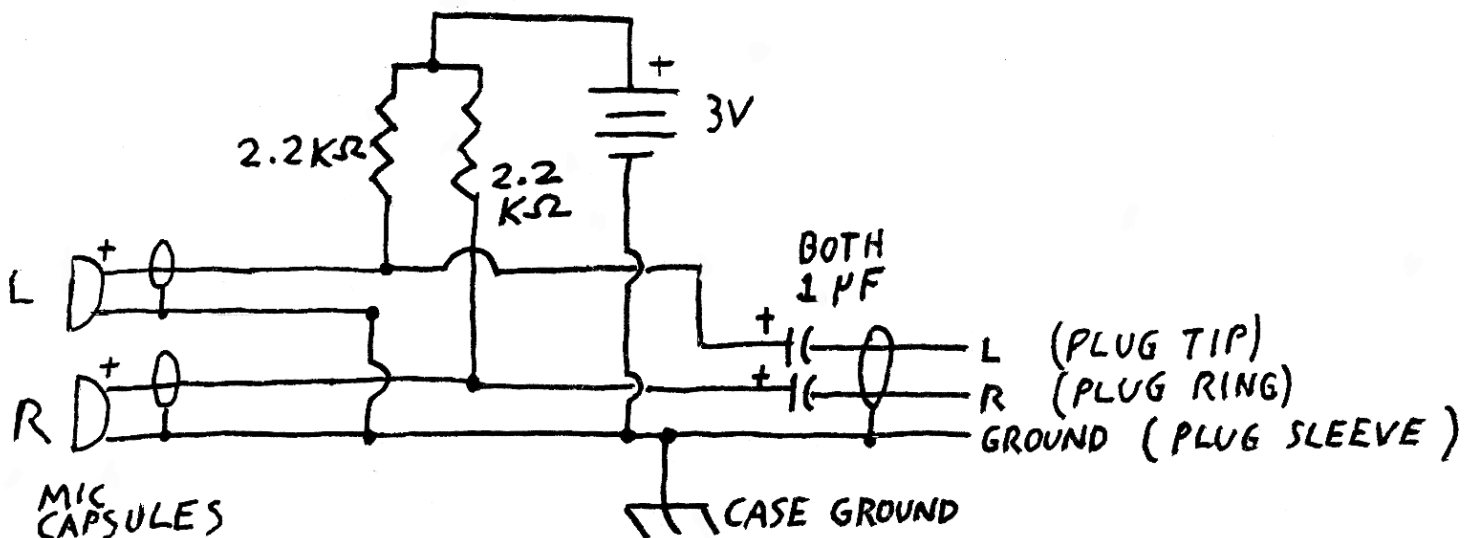 +
3V
2.2KΩ
2.2
KΩ
+
L
BOTH
1 µF
+
L (PLUG TIP)
+
R (PLUG RING)
+
R
GROUND (PLUG SLEEVE)
MIC
CAPSULES
CASE GROUND